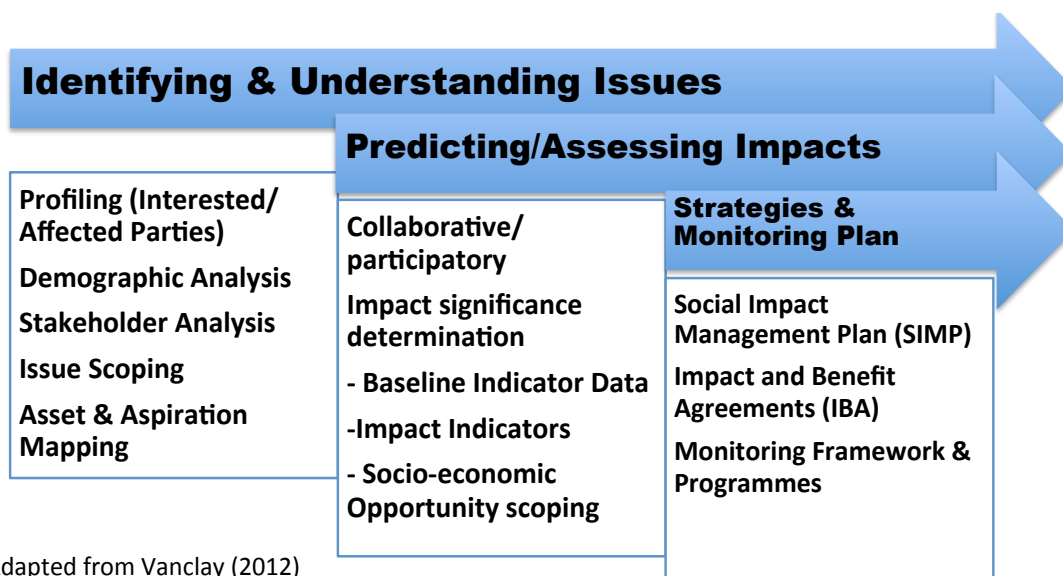 Identifying & Understanding Issues
Predicting/Assessing Impacts
Strategies &
Monitoring Plan
Profiling (Interested/
Affected Parties)
Demographic Analysis
Stakeholder Analysis
Issue Scoping
Asset & Aspiration
Mapping
Collaborative/
participatory
Impact significance
determination
- Baseline Indicator Data
-Impact Indicators
- Socio-economic
Opportunity scoping
Social Impact
Management Plan (SIMP)
Impact and Benefit
Agreements (IBA)
Monitoring Framework &
Programmes
dapted from Vanclay (2012)